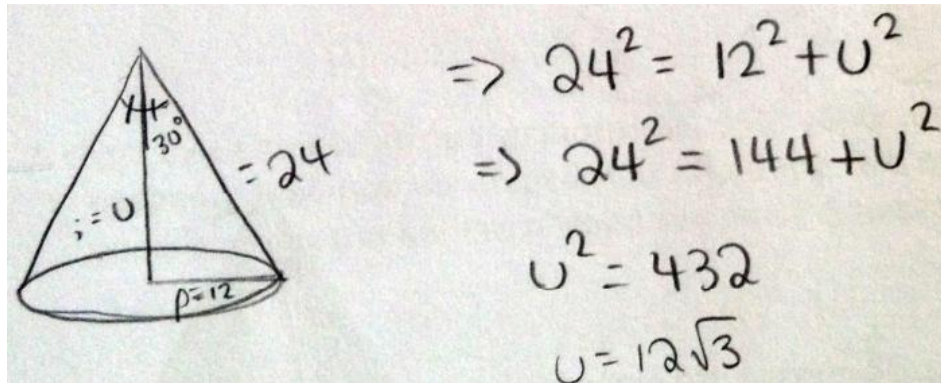 30°
; = υ
= 24
ρ = 12
=> 24² = 12² + υ²
=> 24² = 144 + υ²
υ² = 432
υ = 12√3